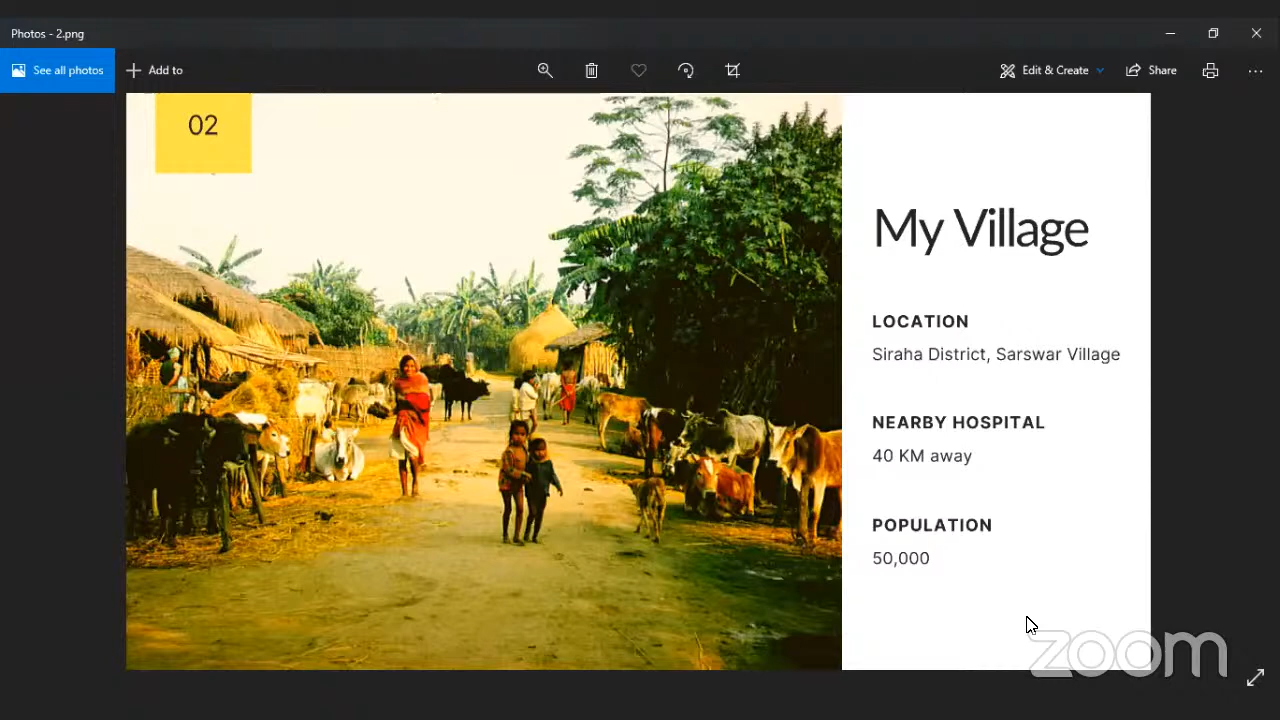 Photos - 2.png
See all photos
Add to
Edit & Create
Share
02
My Village
LOCATION
Siraha District, Sarswar Village
NEARBY HOSPITAL
40 KM away
POPULATION
50,000
zoom